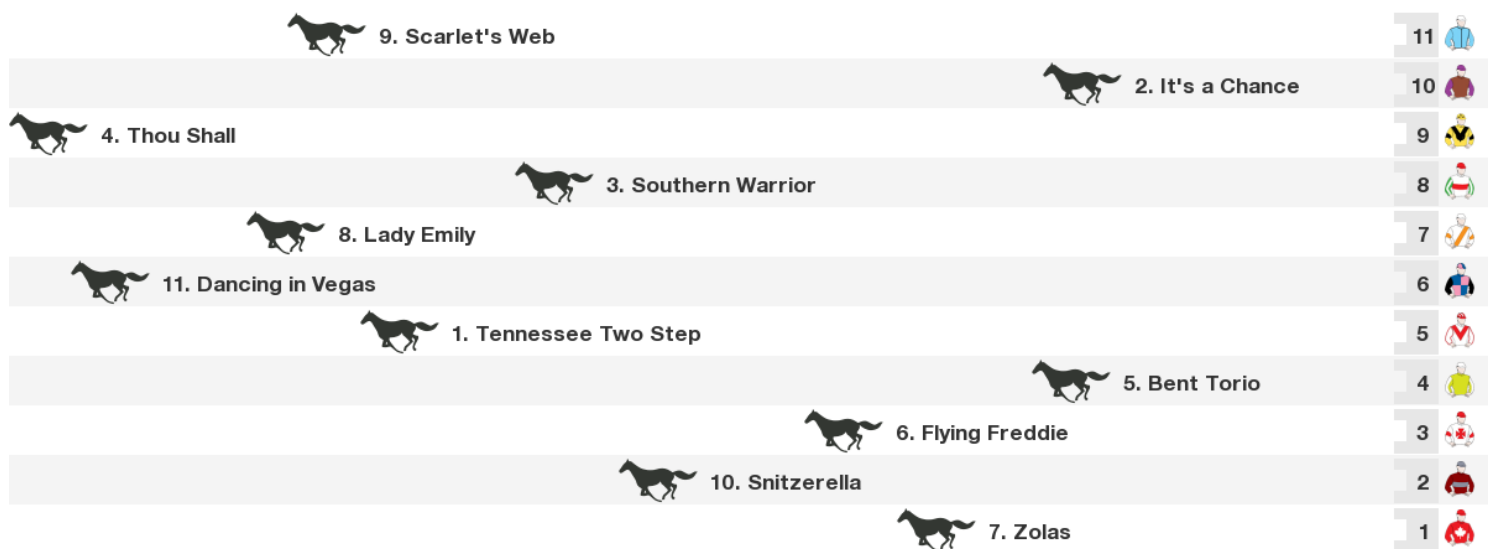 9. Scarlet's Web 11
2. It's a Chance 10
4. Thou Shall 9
3. Southern Warrior 8
8. Lady Emily 7
11. Dancing in Vegas 6
1. Tennessee Two Step 5
5. Bent Torio 4
6. Flying Freddie 3
10. Snitzerella 2
7. Zolas 1